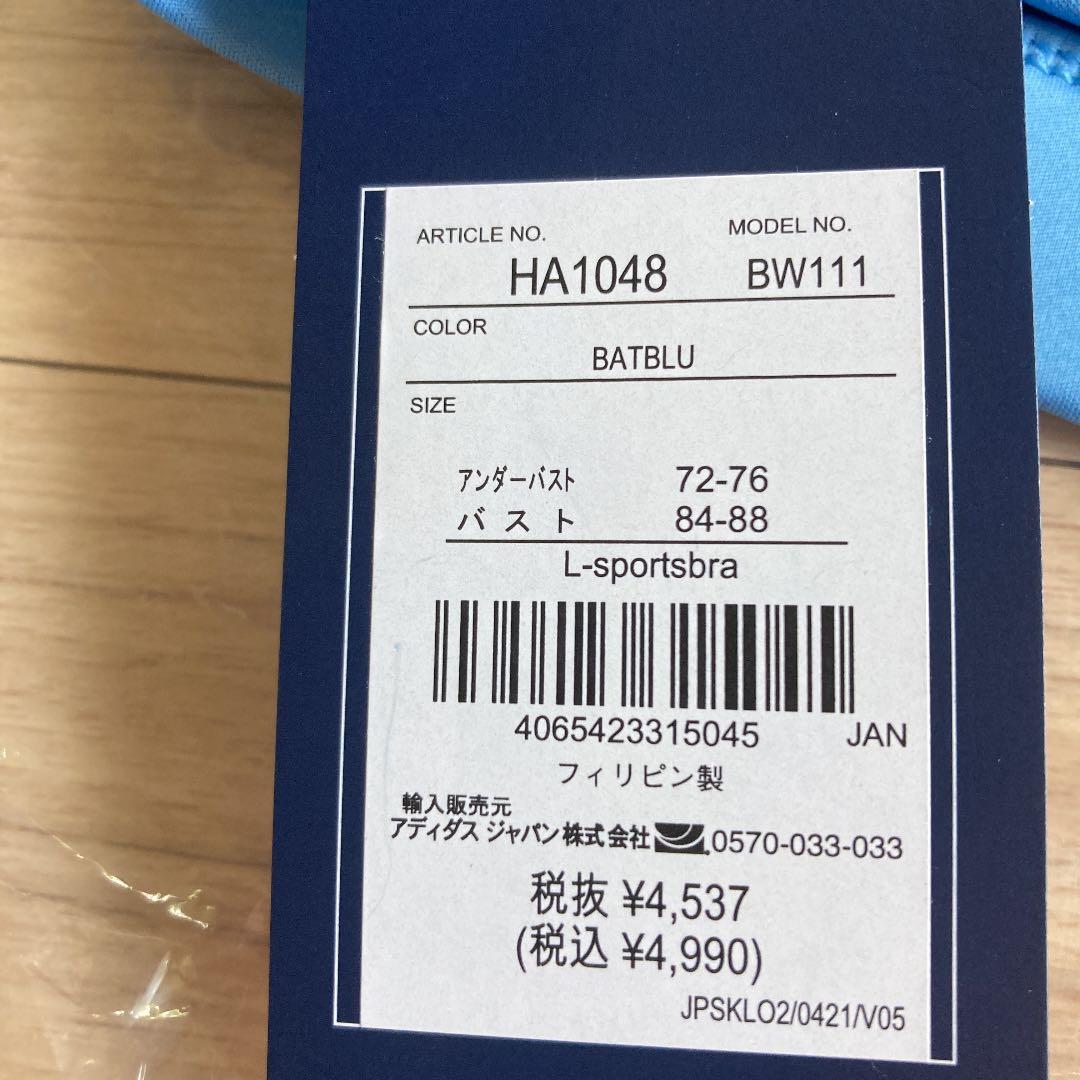 ARTICLE NO. MODEL NO.
HA1048 BW111
COLOR
BATBLU
SIZE
アンダーバスト 72-76
バスト 84-88
L-sportsbra
4065423315045 JAN
フィリピン製
輸入販売元
アディダス ジャパン株式会社 0570-033-033
税抜 ¥4,537
(税込 ¥4,990)
JPSKLO2/0421/V05